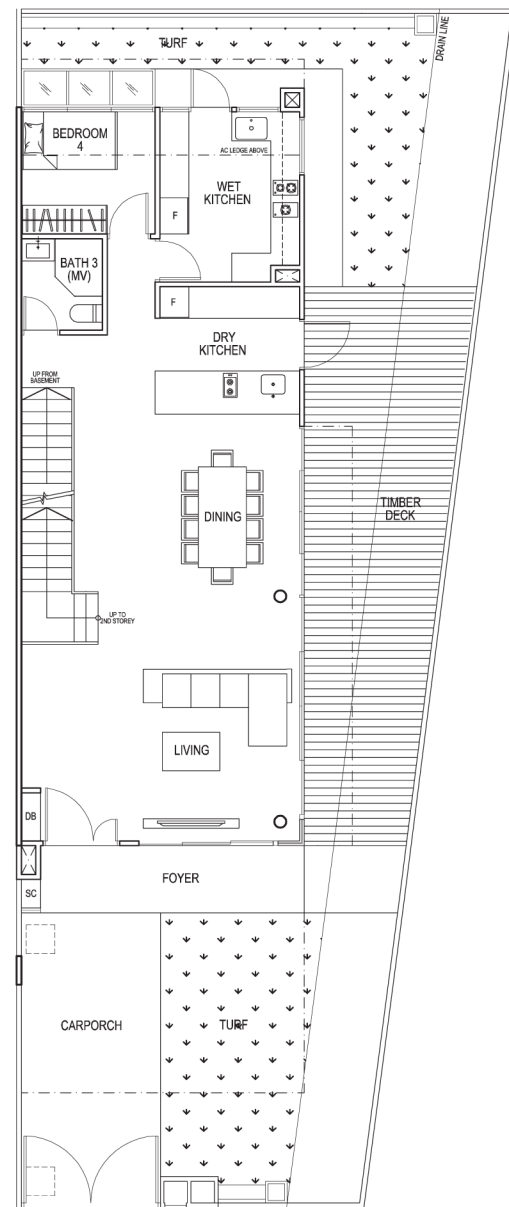 TURF
DRAIN LINE
BEDROOM
4
AC LEDGE ABOVE
WET
KITCHEN
F
BATH 3
(MV)
F
DRY
KITCHEN
UP FROM
BASEMENT
DINING
TIMBER
DECK
UP TO
2ND STOREY
LIVING
DB
FOYER
SC
CARPORCH
TURF